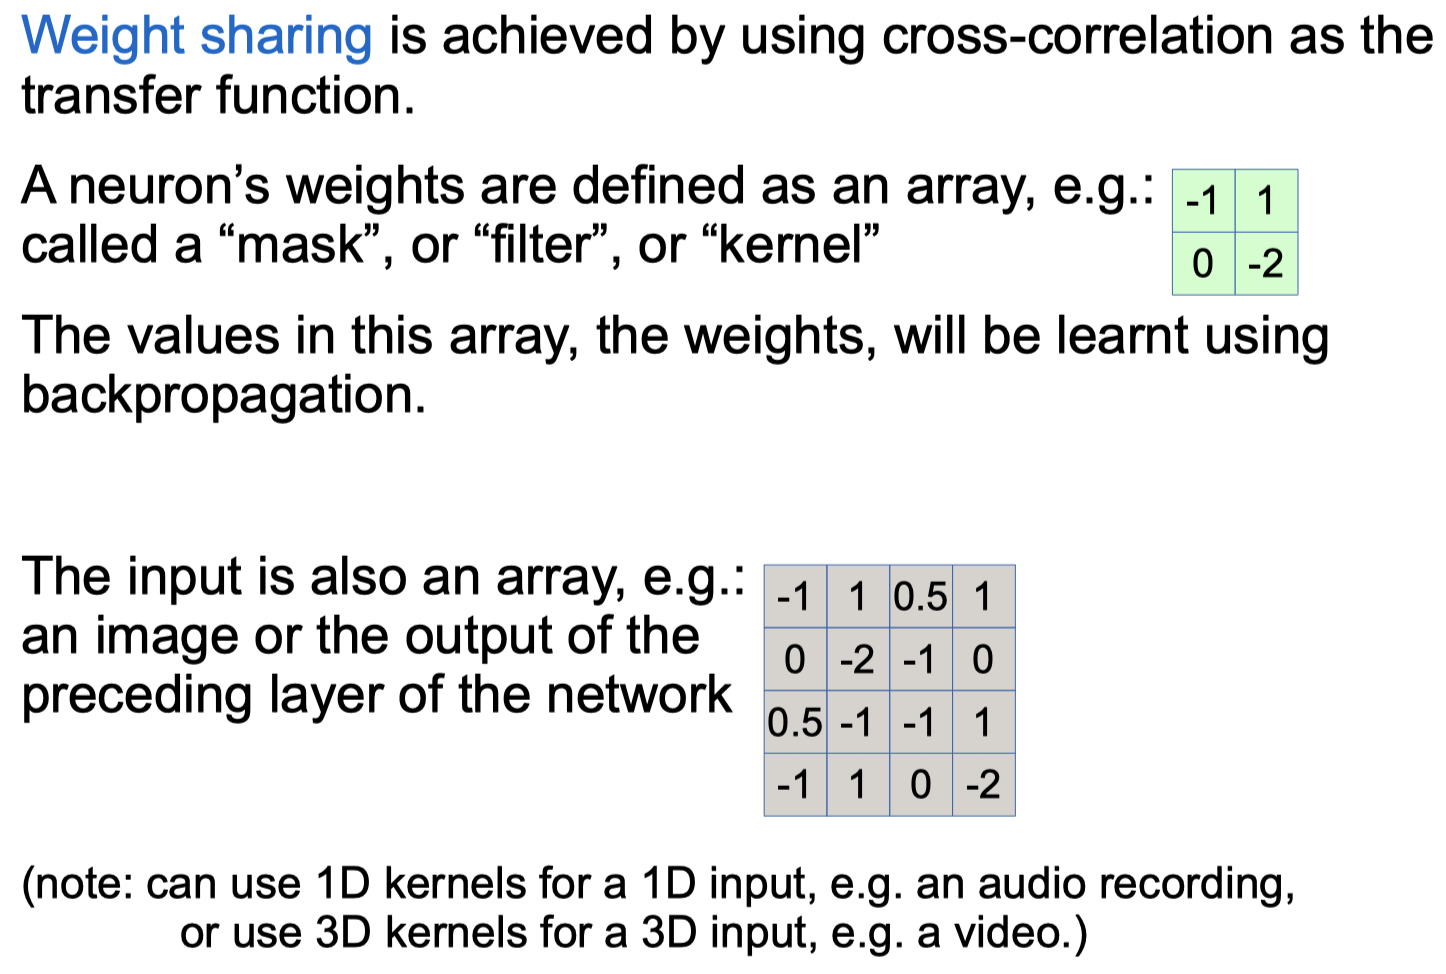 Weight sharing is achieved by using cross-correlation as the
transfer function.
A neuron’s weights are defined as an array, e.g.:
called a “mask”, or “filter”, or “kernel”
-1 1
0 -2
The values in this array, the weights, will be learnt using
backpropagation.
The input is also an array, e.g.:
an image or the output of the
preceding layer of the network
-1 1 0.5 1
0 -2 -1 0
0.5 -1 -1 1
-1 1 0 -2
(note: can use 1D kernels for a 1D input, e.g. an audio recording,
or use 3D kernels for a 3D input, e.g. a video.)